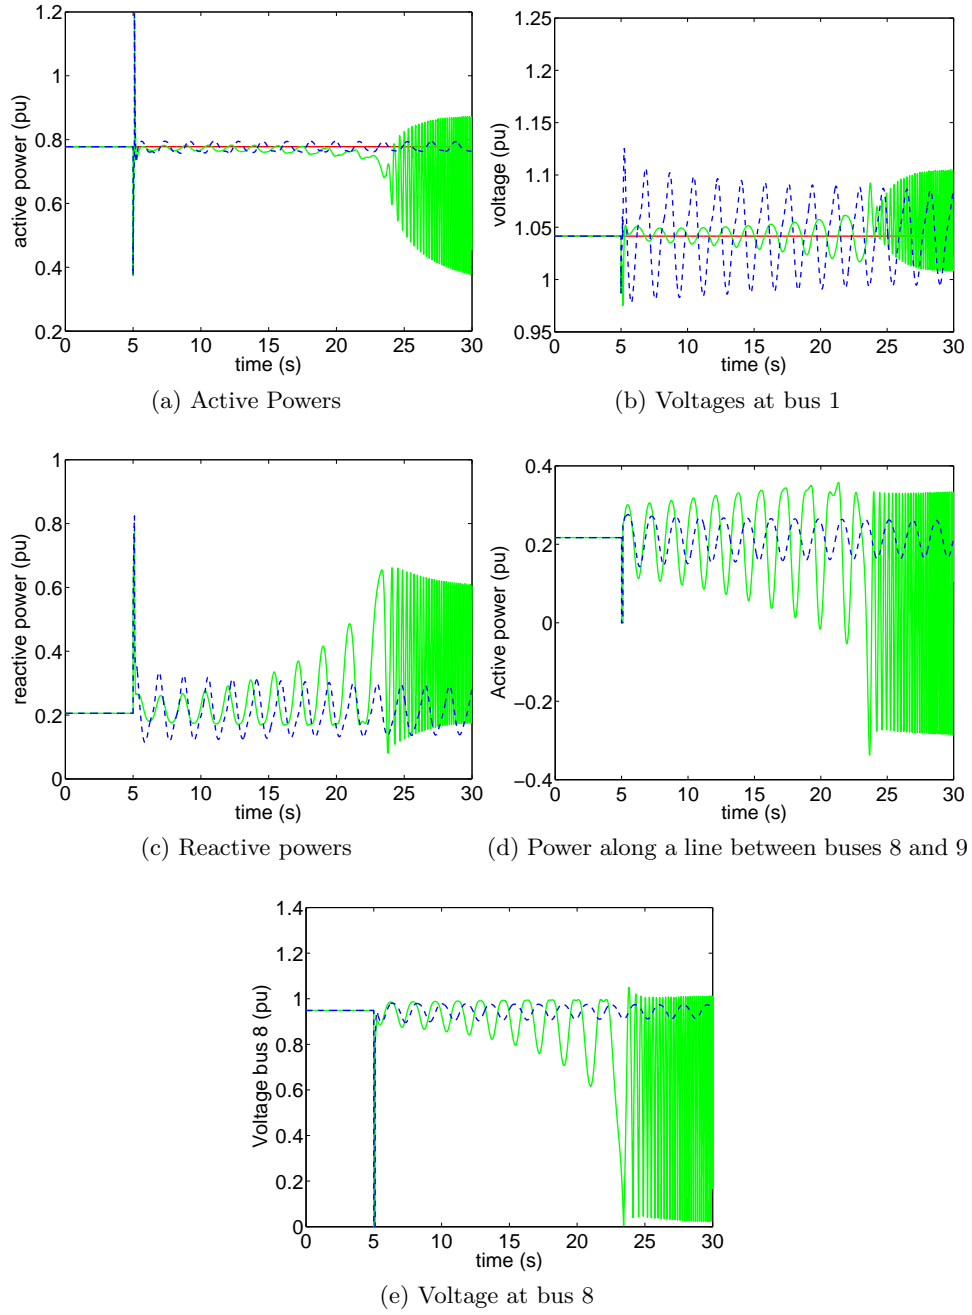 1.2
1
0.8
0.6
0.4
0.2
active power (pu)
0 5 10 15 20 25 30
time (s)
(a) Active Powers
1.25
1.2
1.15
1.1
1.05
1
0.95
voltage (pu)
0 5 10 15 20 25 30
time (s)
(b) Voltages at bus 1
1
0.8
0.6
0.4
0.2
0
reactive power (pu)
0 5 10 15 20 25 30
time (s)
(c) Reactive powers
0.4
0.2
0
−0.2
−0.4
Active power (pu)
0 5 10 15 20 25 30
time (s)
(d) Power along a line between buses 8 and 9
1.4
1.2
1
0.8
0.6
0.4
0.2
0
Voltage bus 8 (pu)
0 5 10 15 20 25 30
time (s)
(e) Voltage at bus 8